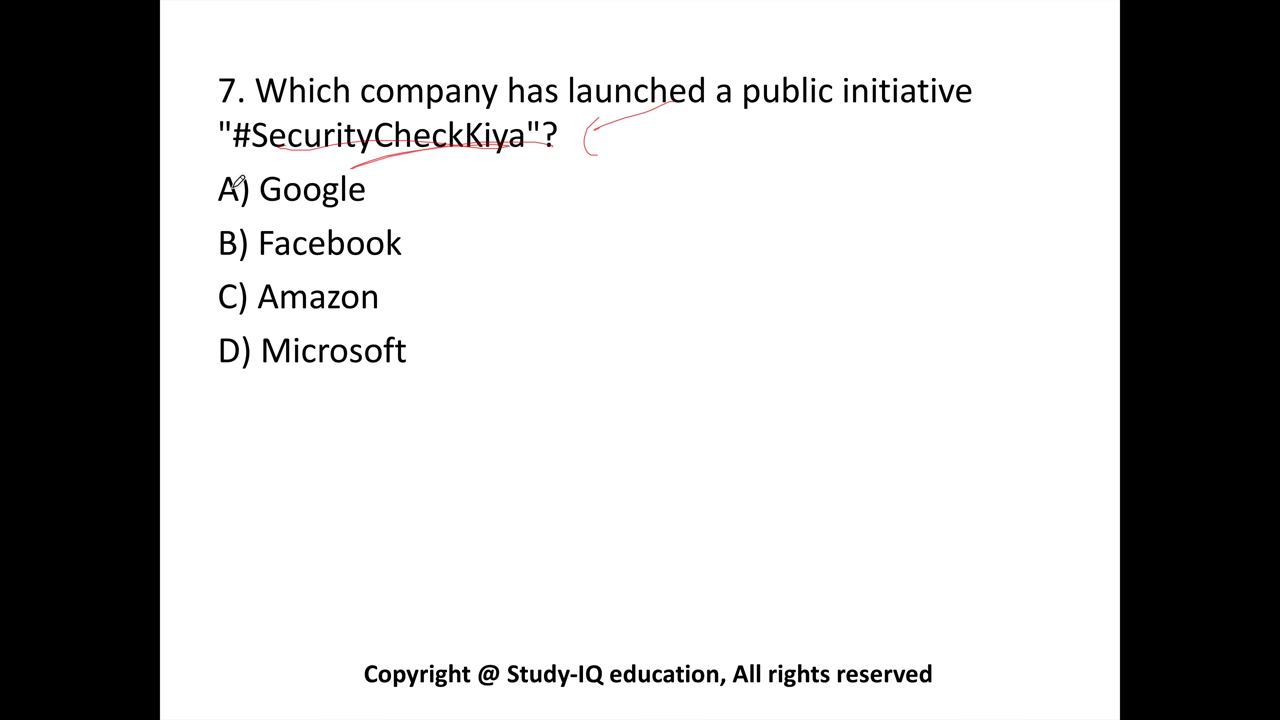 7. Which company has launched a public initiative
"#SecurityCheckKiya"?
A) Google
B) Facebook
C) Amazon
D) Microsoft
Copyright @ Study-IQ education, All rights reserved